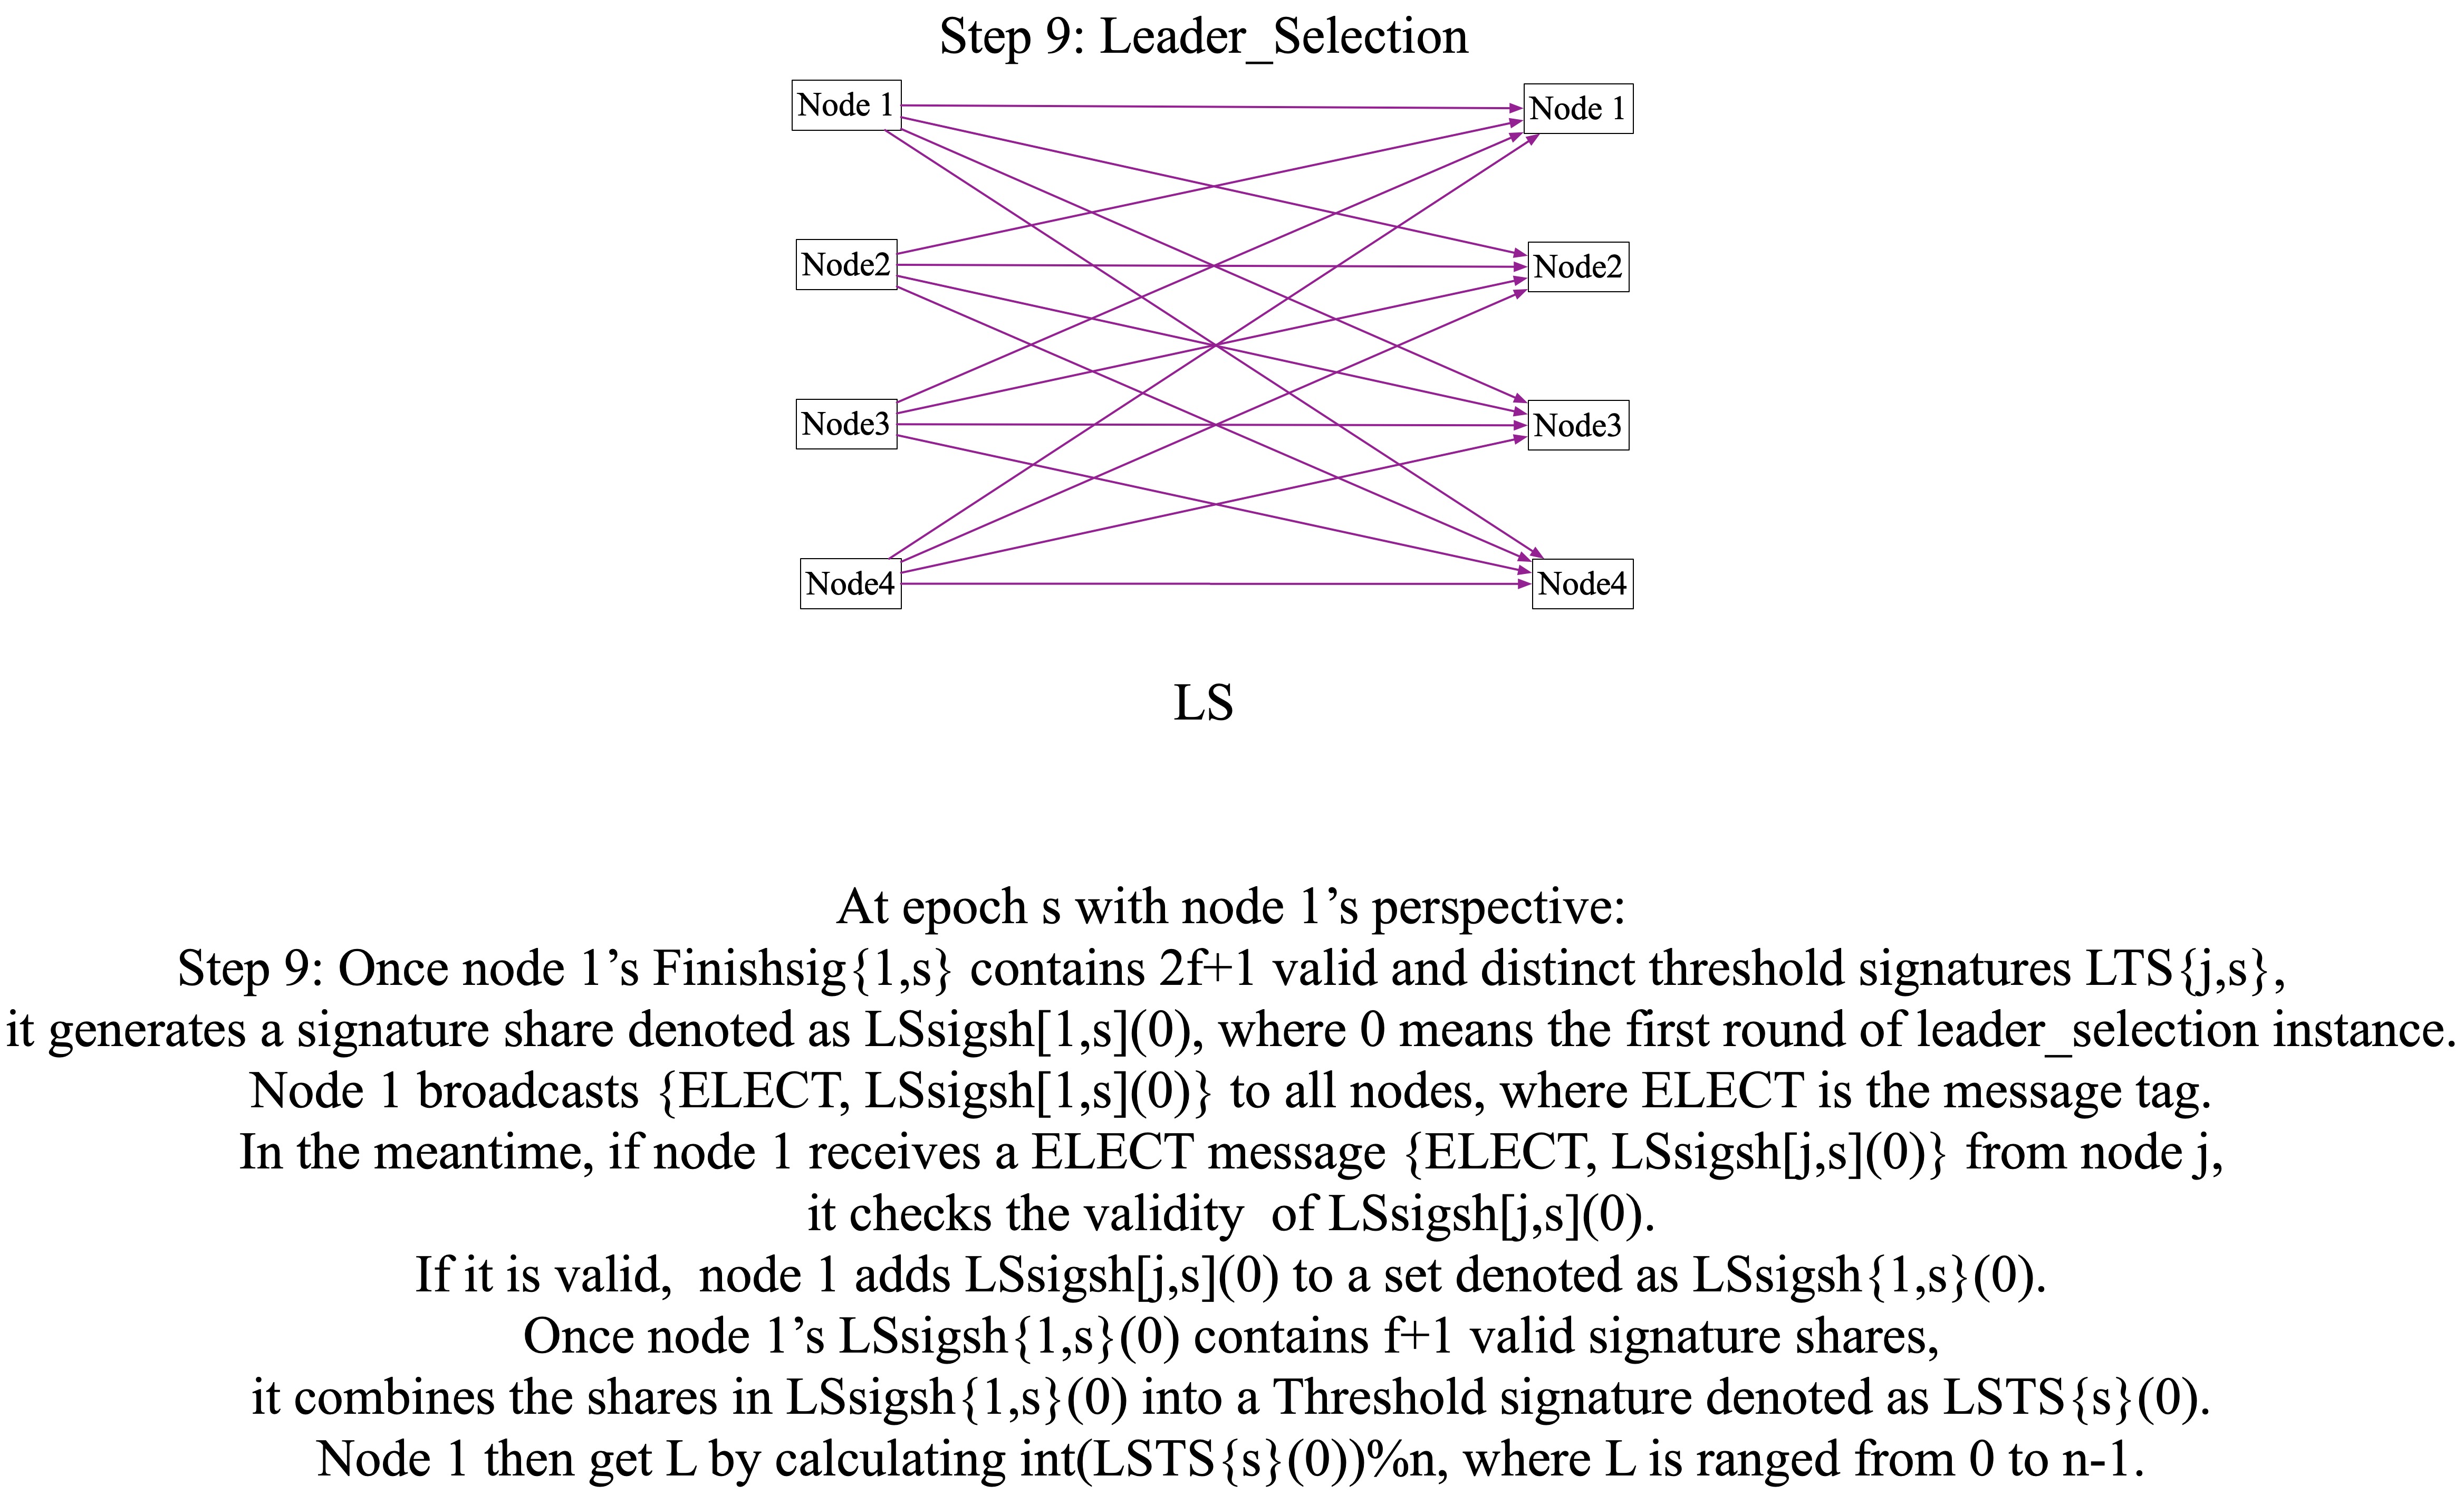 Step 9: Leader_Selection
Node 1
Node 1
Node2
Node2
Node3
Node3
Node4
Node4
LS
At epoch s with node 1’s perspective:
Step 9: Once node 1’s Finishsig{1,s} contains 2f+1 valid and distinct threshold signatures LTS{j,s},
it generates a signature share denoted as LSsigsh[1,s](0), where 0 means the first round of leader_selection instance.
Node 1 broadcasts {ELECT, LSsigsh[1,s](0)} to all nodes, where ELECT is the message tag.
In the meantime, if node 1 receives a ELECT message {ELECT, LSsigsh[j,s](0)} from node j,
it checks the validity  of LSsigsh[j,s](0).
If it is valid,  node 1 adds LSsigsh[j,s](0) to a set denoted as LSsigsh{1,s}(0).
Once node 1’s LSsigsh{1,s}(0) contains f+1 valid signature shares,
it combines the shares in LSsigsh{1,s}(0) into a Threshold signature denoted as LSTS{s}(0).
Node 1 then get L by calculating int(LSTS{s}(0))%n, where L is ranged from 0 to n-1.